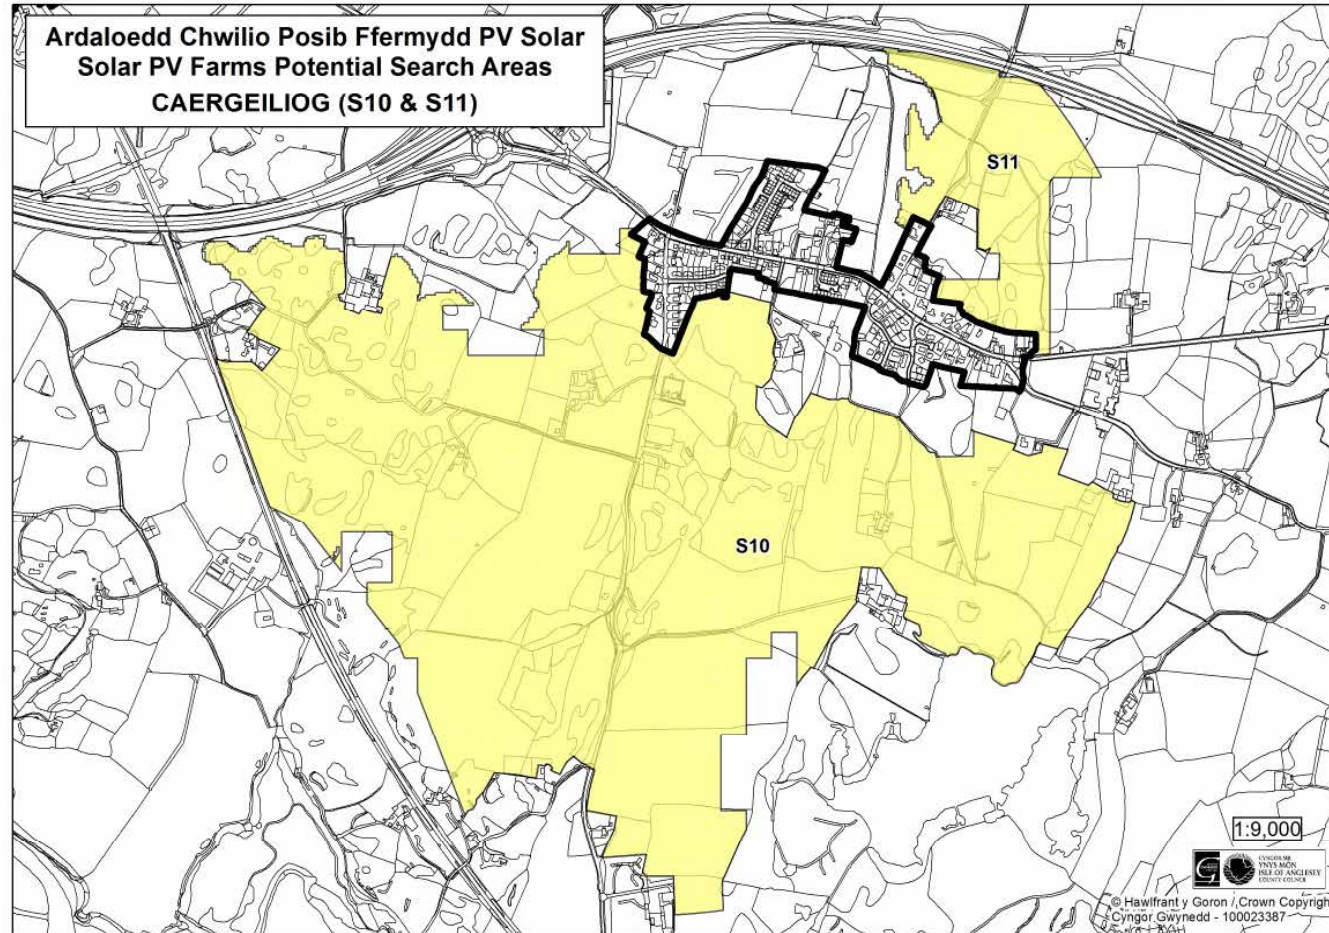 Ardaloedd Chwilio Posib Ffermydd PV Solar
Solar PV Farms Potential Search Areas
CAERGEILIOG (S10 & S11)
S11
S10
1:9,000
CYNGOR SIR
YNYS MÔN
ISLE OF ANGLESEY
COUNTY COUNCIL
© Hawlfraint y Goron / Crown Copyrigh
Cyngor Gwynedd - 100023387